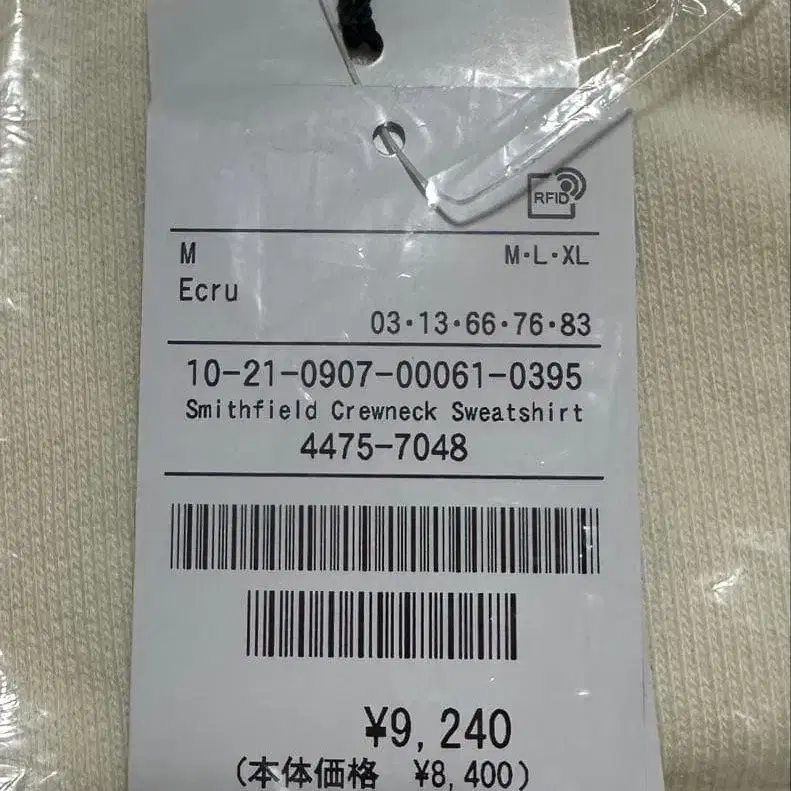 RFID
M M・L・XL
Ecru
03・13・66・76・83
10-21-0907-00061-0395
Smithfield Crewneck Sweatshirt
4475-7048
¥9,240
(本体価格 ¥8,400)